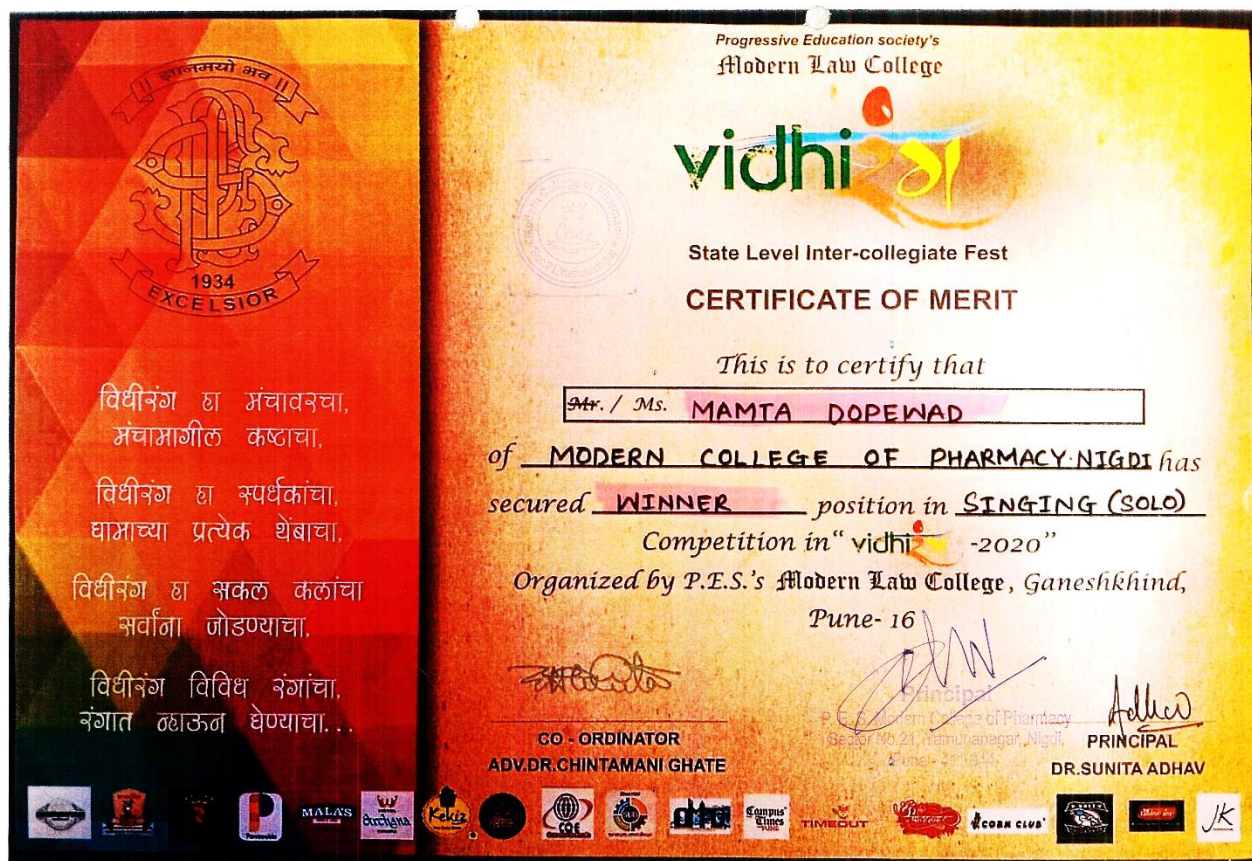 || ज्ञानमयो भव ||
1934
EXCELSIOR
विधीरंग हा मंचावरचा,
मंचामागील कष्टाचा,
विधीरंग हा स्पर्धकांचा,
घामाच्या प्रत्येक थेंबाचा,
विधीरंग हा सकल कलांचा
सर्वांना जोडण्याचा,
विधीरंग विविध रंगांचा,
रंगात न्हाऊन घेण्याचा...
Progressive Education society's
Modern Law College
vidhi रंग
State Level Inter-collegiate Fest
CERTIFICATE OF MERIT
This is to certify that
Mr. / Ms. MAMTA DOPEWAD
of MODERN COLLEGE OF PHARMACY.NIGDI has
secured WINNER position in SINGING (SOLO)
Competition in" vidhi रंग -2020"
Organized by P.E.S.'s Modern Law College, Ganeshkhind,
Pune- 16
Principal
P. E. S. Modern College of Pharmacy
Sector No.21, Yamunanagar, Nigdi,
CO - ORDINATOR
ADV.DR.CHINTAMANI GHATE
PRINCIPAL
DR.SUNITA ADHAV
MALA'S
Archana
Kekiz
Campus Times
TIMEOUT
CORN CLUB
JK